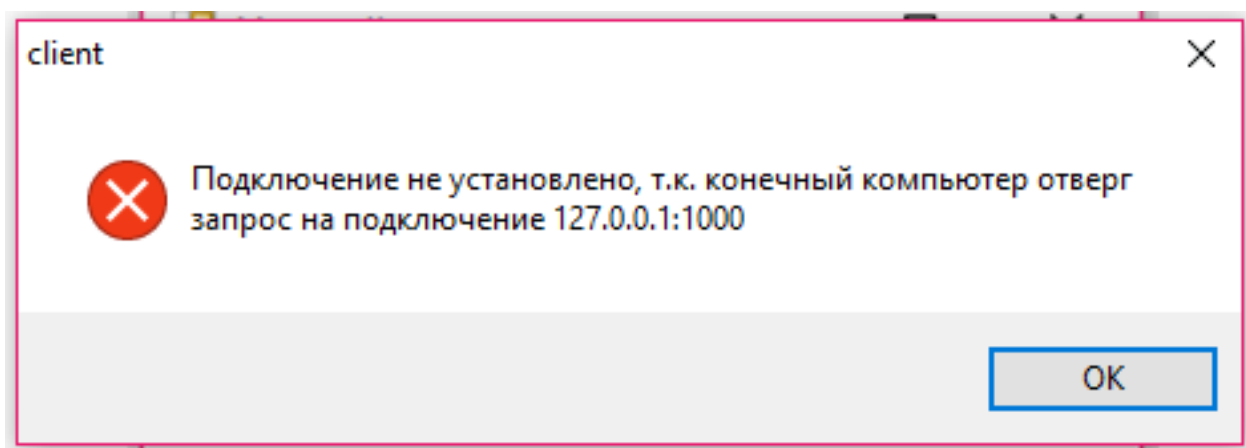 client
Подключение не установлено, т.к. конечный компьютер отверг
запрос на подключение 127.0.0.1:1000
OK